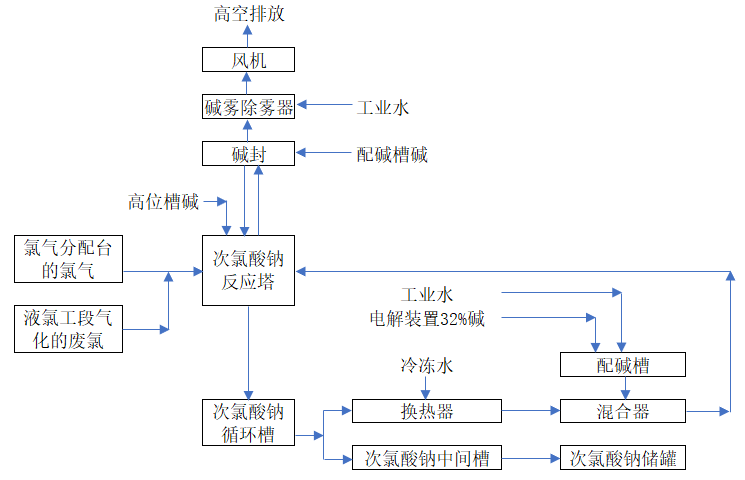 高空排放
风机
碱雾除雾器
工业水
碱封
配碱槽碱
高位槽碱
氯气分配台
的氯气
次氯酸钠
反应塔
液氯工段气
化的废氯
工业水
电解装置32%碱
冷冻水
配碱槽
次氯酸钠
循环槽
换热器
混合器
次氯酸钠中间槽
次氯酸钠储罐